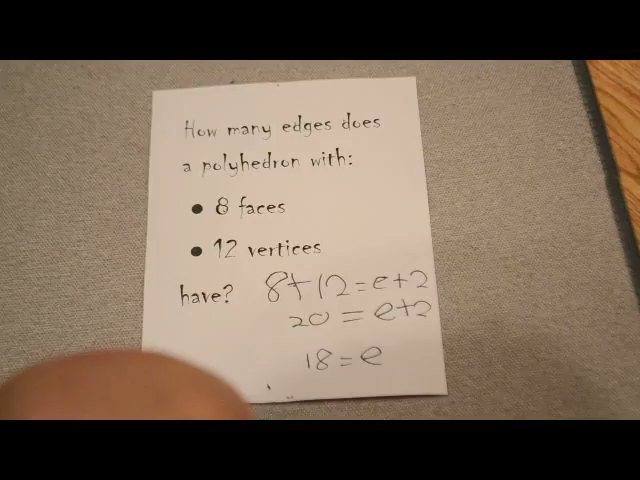 How many edges does
a polyhedron with:
● 8 faces
● 12 vertices
have? 8+12=e+2
20 = e+2
18=e